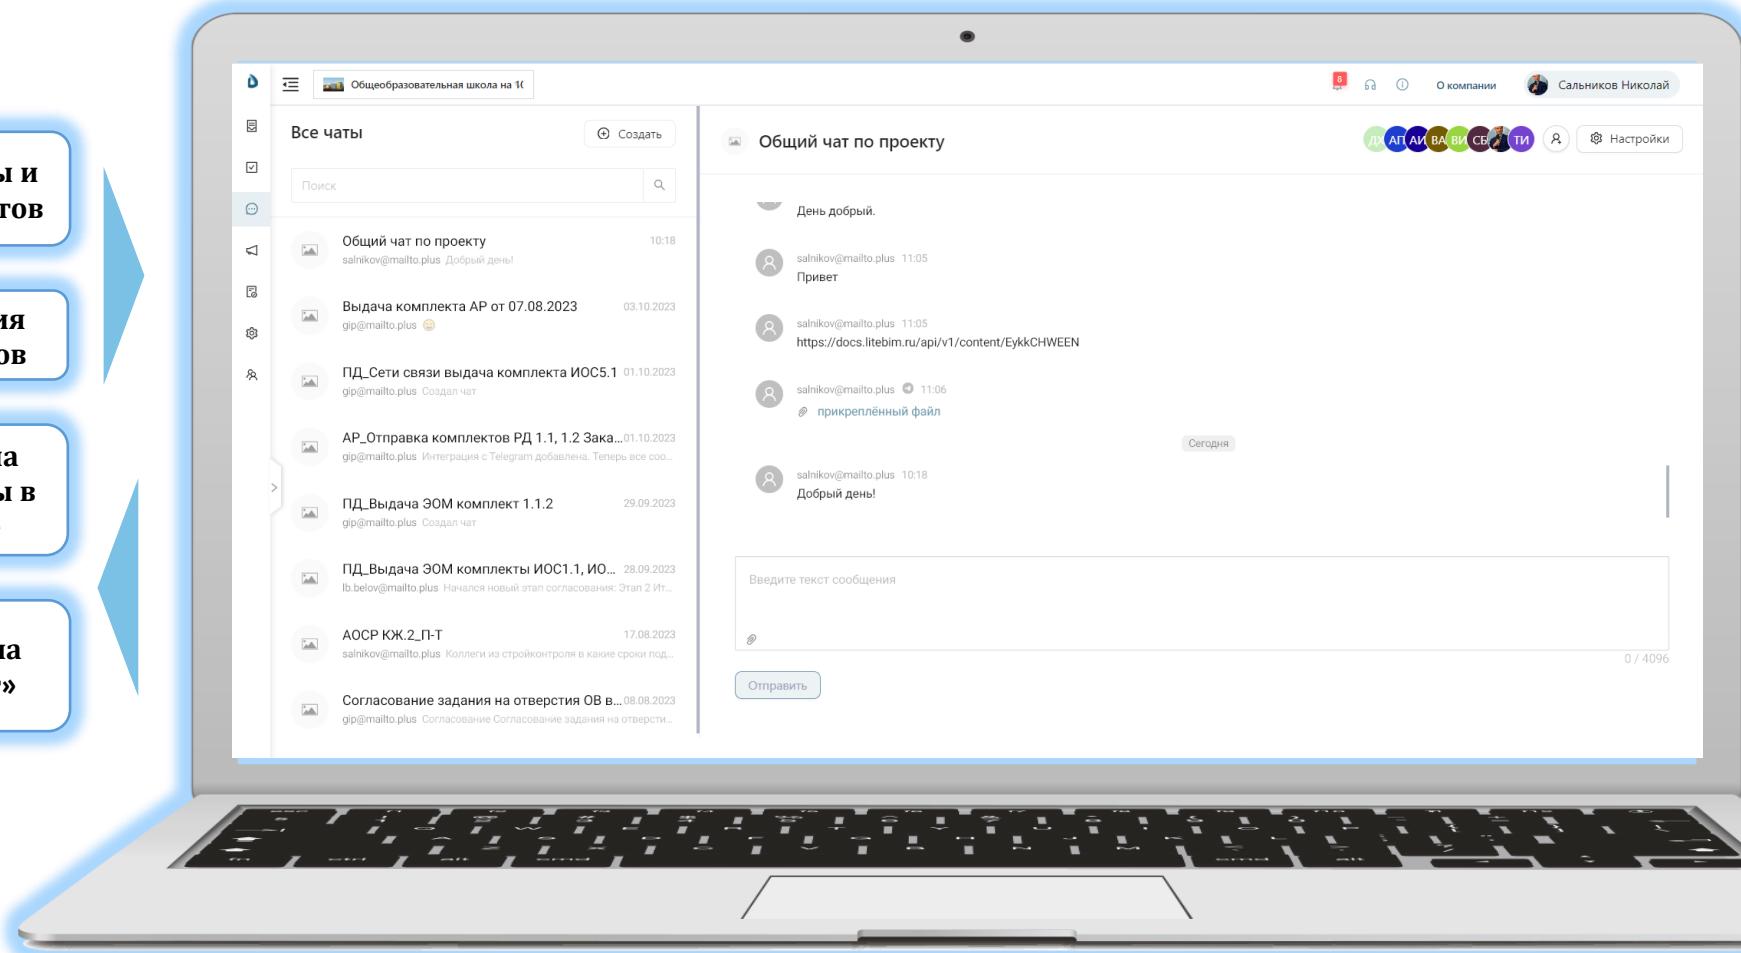 ы и
тов
ия
ов
на
ы в
на
»
Общеобразовательная школа на 1(
8
О компании
Сальников Николай
Все чаты
Создать
Поиск
Общий чат по проекту
10:18
salnikov@mailto.plus Добрый день!
Выдача комплекта АР от 07.08.2023
03.10.2023
gip@mailto.plus
ПД_Сети связи выдача комплекта ИОС5.1
01.10.2023
gip@mailto.plus Создал чат
АР_Отправка комплектов РД 1.1, 1.2 Зака...
01.10.2023
gip@mailto.plus Интеграция с Telegram добавлена. Теперь все соо...
ПД_Выдача ЭОМ комплект 1.1.2
29.09.2023
gip@mailto.plus Создал чат
ПД_Выдача ЭОМ комплекты ИОС1.1, ИО...
28.09.2023
lb.belov@mailto.plus Начался новый этап согласования: Этап 2 Ит...
АОСР КЖ.2_П-Т
17.08.2023
salnikov@mailto.plus Коллеги из стройконтроля в какие сроки под...
Согласование задания на отверстия ОВ в...
08.08.2023
gip@mailto.plus Согласование Согласование задания на отверсти...
Общий чат по проекту
ДХ АП АИ ВА ВИ СБ ТИ
Настройки
День добрый.
salnikov@mailto.plus 11:05
Привет
salnikov@mailto.plus 11:05
https://docs.litebim.ru/api/v1/content/EykkCHWEEN
salnikov@mailto.plus 11:06
прикреплённый файл
Сегодня
salnikov@mailto.plus 10:18
Добрый день!
Введите текст сообщения
0 / 4096
Отправить